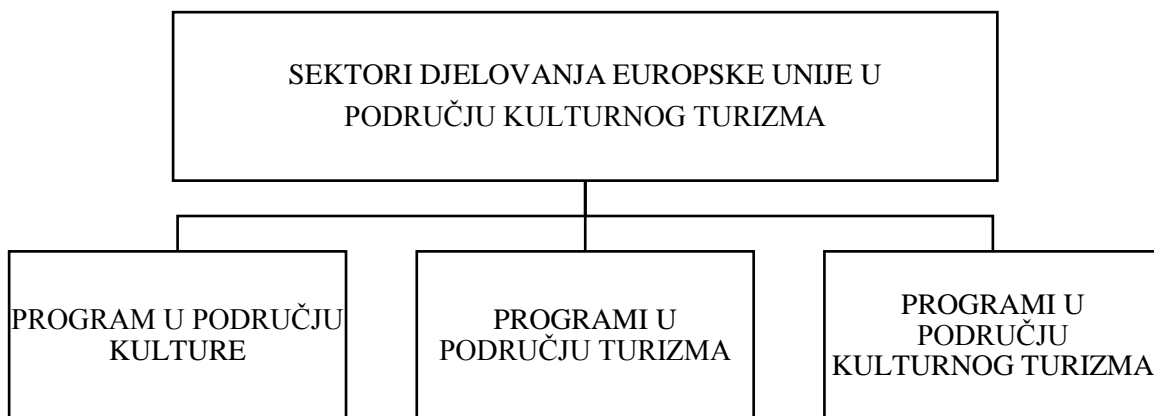 SEKTORI DJELOVANJA EUROPSKE UNIJE U
PODRUČJU KULTURNOG TURIZMA
PROGRAM U PODRUČJU
KULTURE
PROGRAMI U
PODRUČJU TURIZMA
PROGRAMI U
PODRUČJU
KULTURNOG TURIZMA